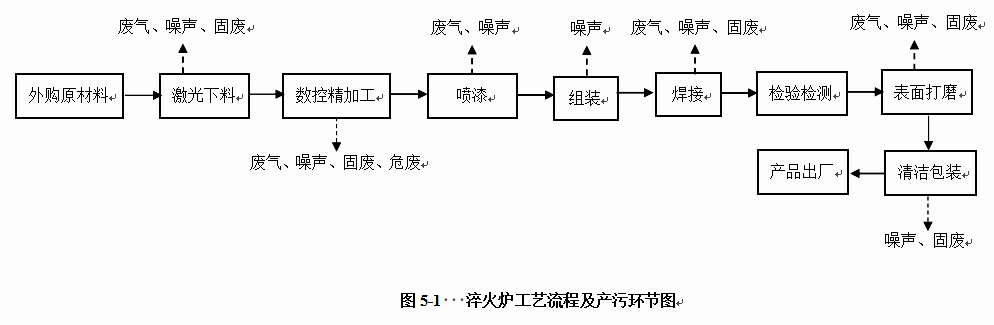 废气、噪声、固废
废气、噪声
噪声
废气、噪声、固废
废气、噪声、固废
外购原材料
激光下料
数控精加工
喷漆
组装
焊接
检验检测
表面打磨
废气、噪声、固废、危废
产品出厂
清洁包装
噪声、固废
图 5-1···淬火炉工艺流程及产污环节图